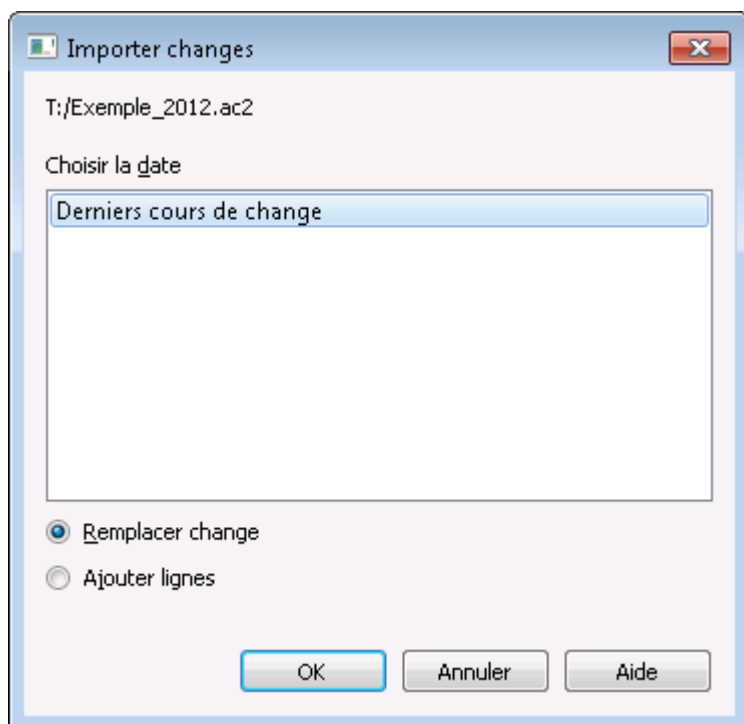 Importer changes
T:/Exemple_2012.ac2
Choisir la date
Derniers cours de change
Remplacer change
Ajouter lignes
OK Annuler Aide